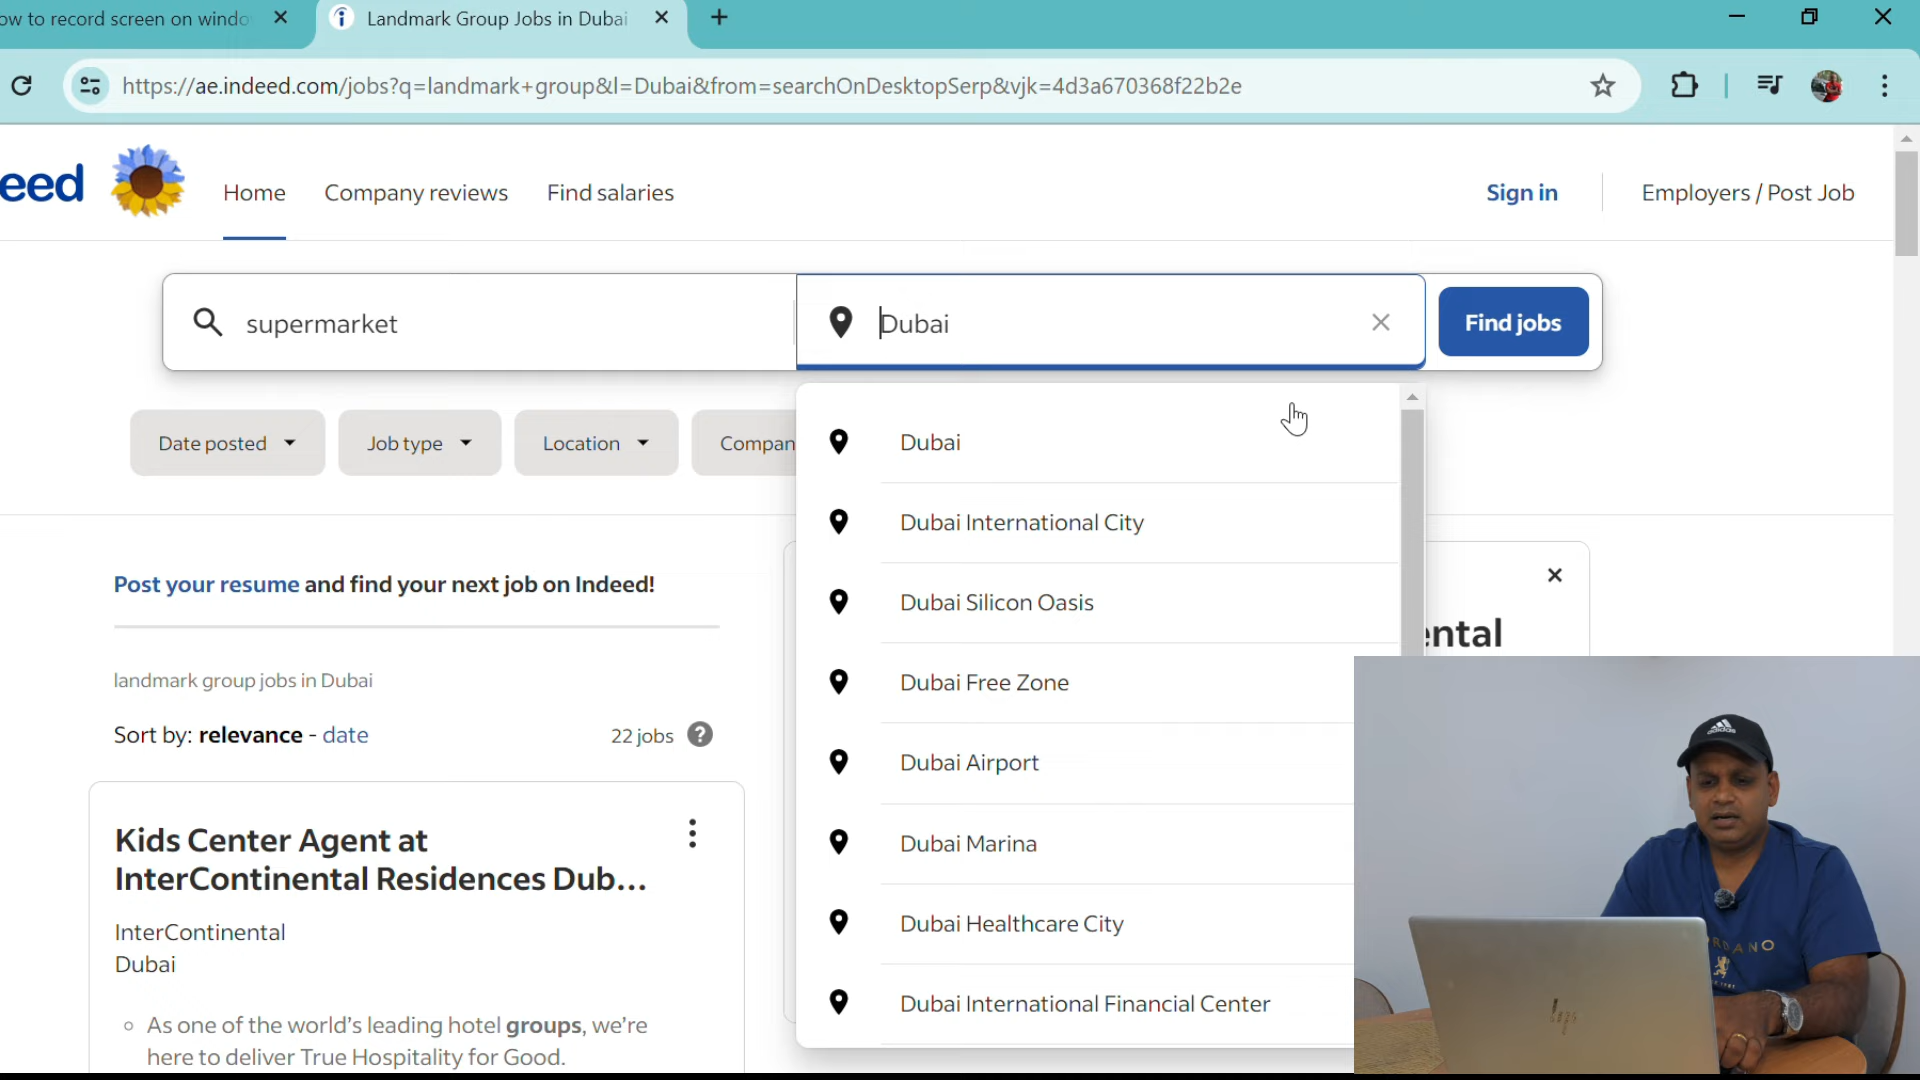 ow to record screen on windo
Landmark Group Jobs in Dubai
https://ae.indeed.com/jobs?q=landmark+group&l=Dubai&from=searchOnDesktopSerp&vjk=4d3a670368f22b2e
eed
Home
Company reviews
Find salaries
Sign in
Employers / Post Job
supermarket
Dubai
Find jobs
Date posted
Job type
Location
Compan
Dubai
Dubai International City
Dubai Silicon Oasis
Dubai Free Zone
Dubai Airport
Dubai Marina
Dubai Healthcare City
Dubai International Financial Center
Post your resume and find your next job on Indeed!
landmark group jobs in Dubai
Sort by: relevance - date
22 jobs
Kids Center Agent at
InterContinental Residences Dub...
InterContinental
Dubai
As one of the world's leading hotel groups, we're
here to deliver True Hospitality for Good.
ental
adidas
RDANO
hp